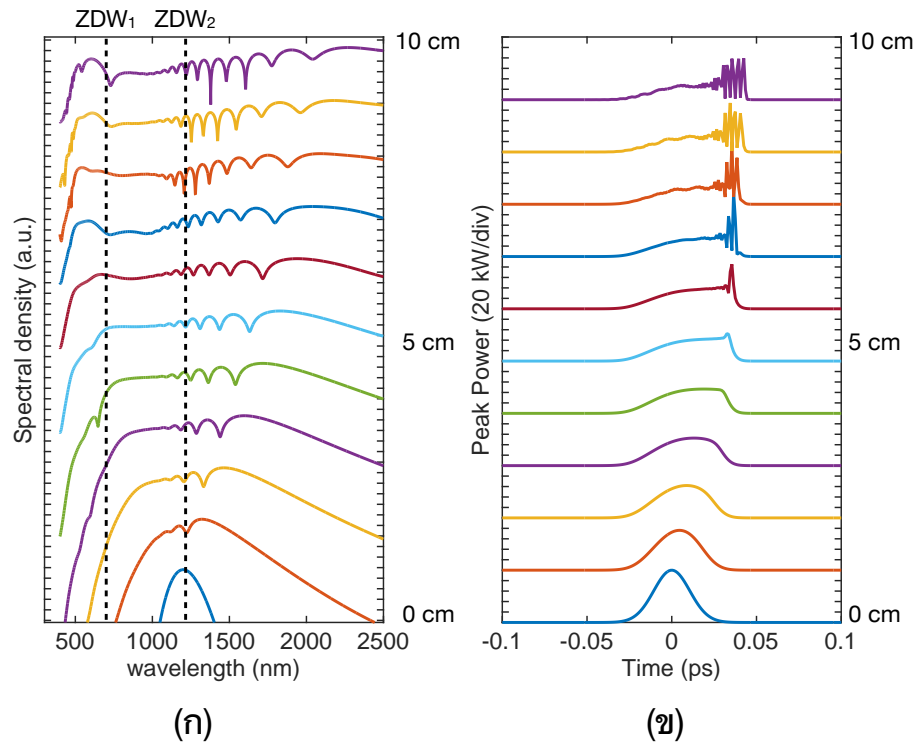 ZDW1 ZDW2
10 cm
5 cm
0 cm
Spectral density (a.u.)
500 1000 1500 2000 2500
wavelength (nm)
(ก)
10 cm
5 cm
0 cm
Peak Power (20 kW/div)
-0.1 -0.05 0 0.05 0.1
Time (ps)
(ข)